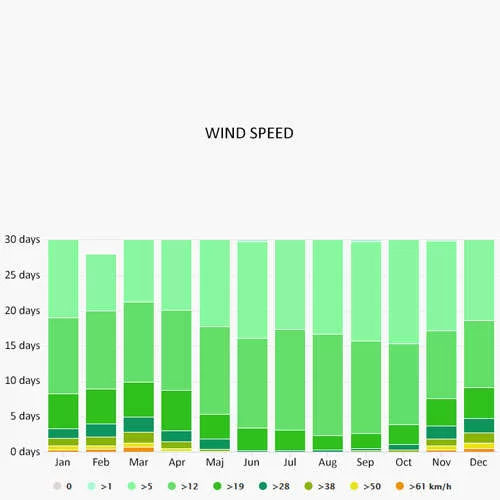 WIND SPEED
30 days
25 days
20 days
15 days
10 days
5 days
0 days
Jan Feb Mar Apr Maj Jun Jul Aug Sep Oct Nov Dec
0 >1 >5 >12 >19 >28 >38 >50 >61 km/h